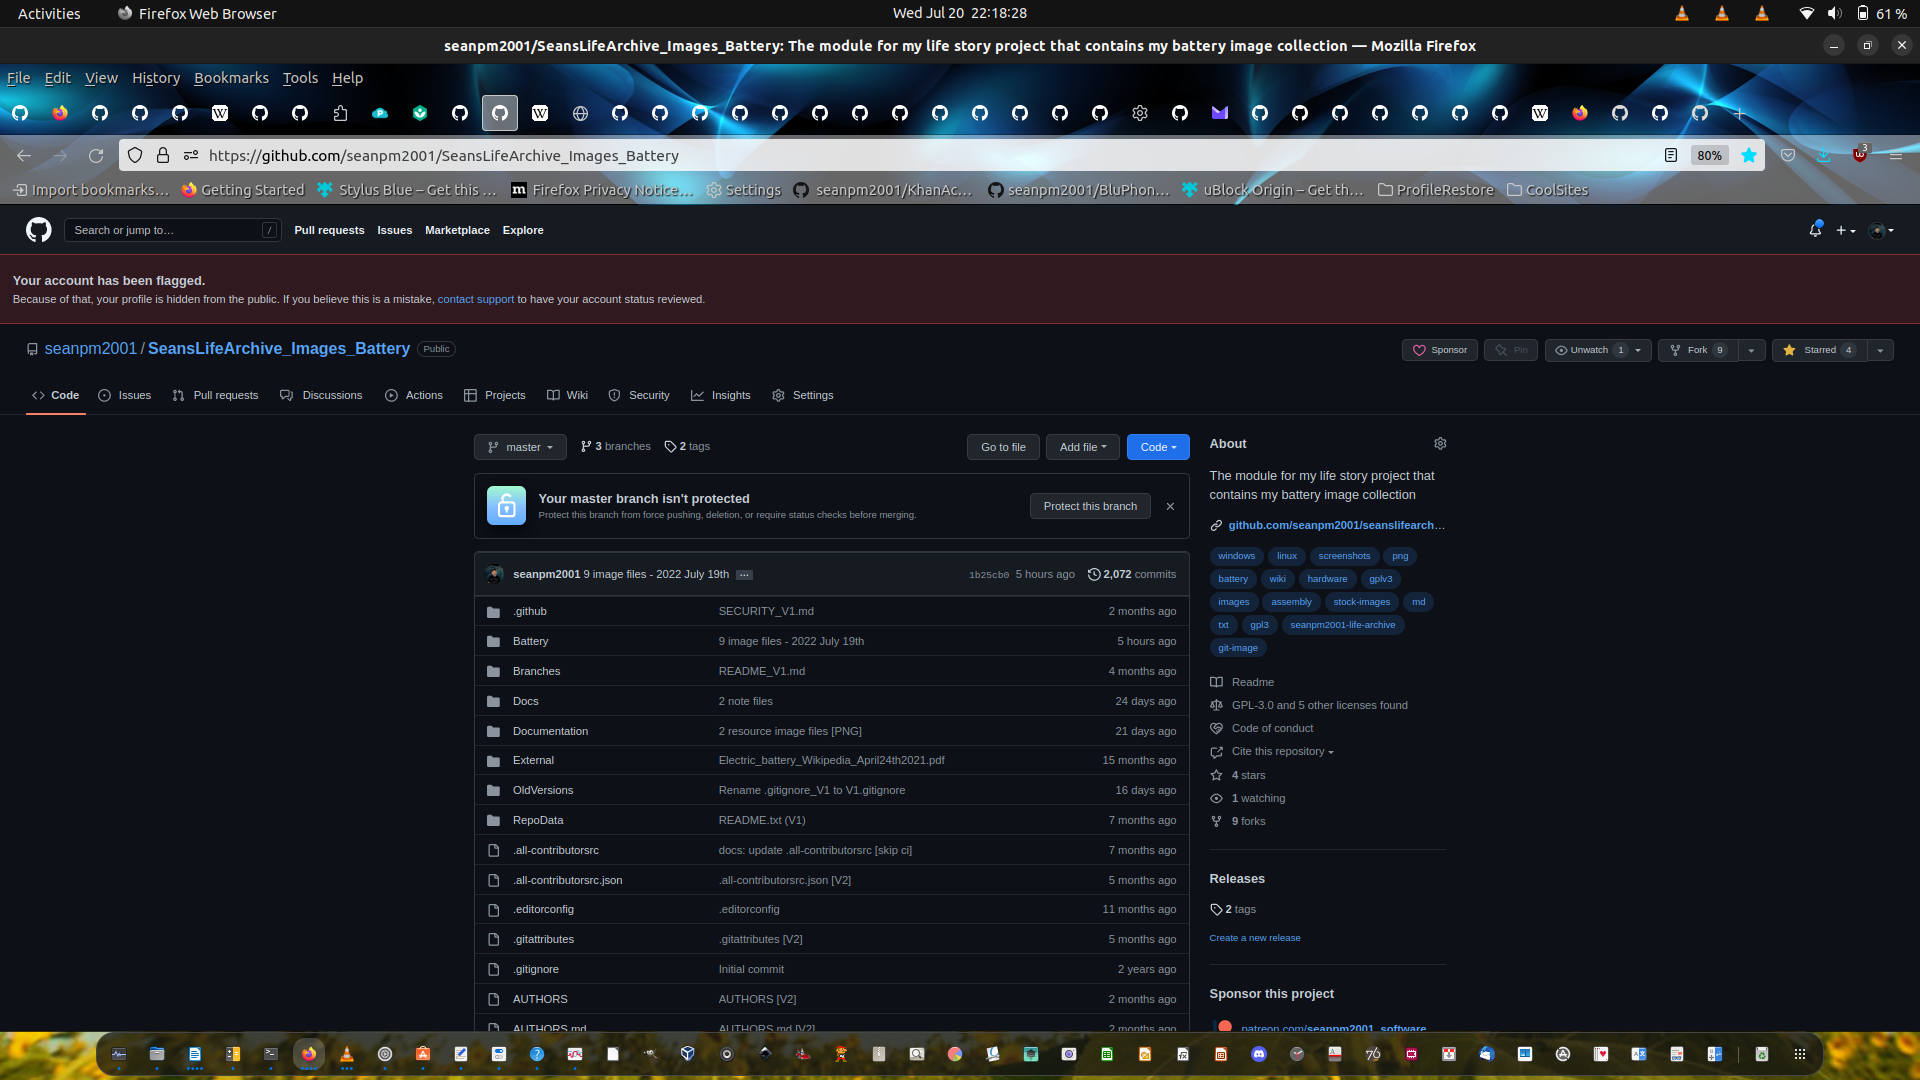 Activities
Firefox Web Browser
Wed Jul 20 22:18:28
61 %
seanpm2001/SeansLifeArchive_Images_Battery: The module for my life story project that contains my battery image collection — Mozilla Firefox
File Edit View History Bookmarks Tools Help
https://github.com/seanpm2001/SeansLifeArchive_Images_Battery
80%
3
Import bookmarks…
Getting Started
Stylus Blue – Get this …
Firefox Privacy Notice…
Settings
seanpm2001/KhanAc…
seanpm2001/BluPhon…
uBlock Origin – Get th…
ProfileRestore
CoolSites
Search or jump to…
/
Pull requests Issues Marketplace Explore
Your account has been flagged.
Because of that, your profile is hidden from the public. If you believe this is a mistake, contact support to have your account status reviewed.
seanpm2001 / SeansLifeArchive_Images_Battery Public
Sponsor
Pin
Unwatch 1
Fork 9
Starred 4
Code
Issues
Pull requests
Discussions
Actions
Projects
Wiki
Security
Insights
Settings
master
3 branches
2 tags
Go to file
Add file
Code
Your master branch isn't protected
Protect this branch from force pushing, deletion, or require status checks before merging.
Protect this branch
seanpm2001 9 image files - 2022 July 19th …
1b25cb0 5 hours ago
2,072 commits
.github SECURITY_V1.md 2 months ago
Battery 9 image files - 2022 July 19th 5 hours ago
Branches README_V1.md 4 months ago
Docs 2 note files 24 days ago
Documentation 2 resource image files [PNG] 21 days ago
External Electric_battery_Wikipedia_April24th2021.pdf 15 months ago
OldVersions Rename .gitignore_V1 to V1.gitignore 16 days ago
RepoData README.txt (V1) 7 months ago
.all-contributorsrc docs: update .all-contributorsrc [skip ci] 7 months ago
.all-contributorsrc.json .all-contributorsrc.json [V2] 5 months ago
.editorconfig .editorconfig 11 months ago
.gitattributes .gitattributes [V2] 5 months ago
.gitignore Initial commit 2 years ago
AUTHORS AUTHORS [V2] 2 months ago
AUTHORS.md AUTHORS.md [V2] 2 months ago
About
The module for my life story project that
contains my battery image collection
github.com/seanpm2001/seanslifearch…
windows linux screenshots png
battery wiki hardware gplv3
images assembly stock-images md
txt gpl3 seanpm2001-life-archive
git-image
Readme
GPL-3.0 and 5 other licenses found
Code of conduct
Cite this repository
4 stars
1 watching
9 forks
Releases
2 tags
Create a new release
Sponsor this project
patreon.com/seanpm2001_software